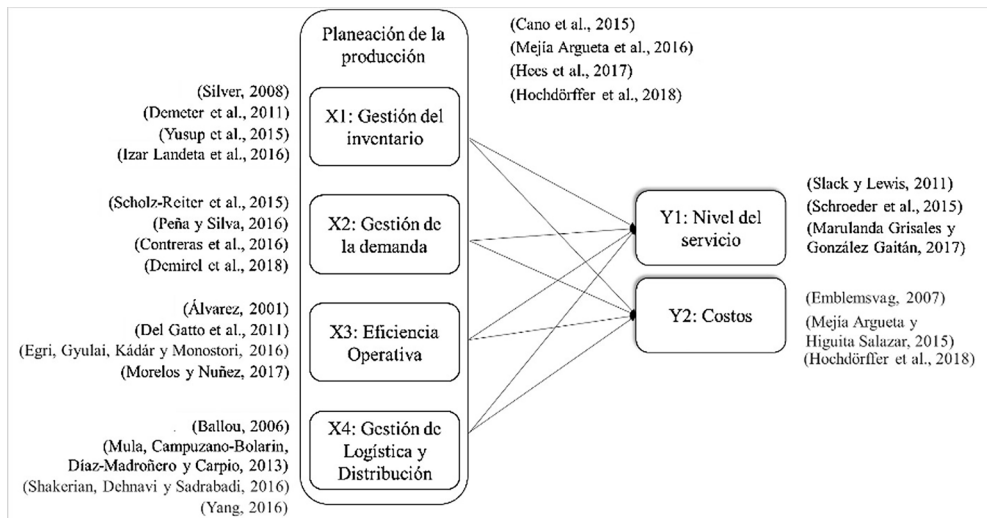 Planeación de la
producción
(Cano et al., 2015)
(Mejía Argueta et al., 2016)
(Hees et al., 2017)
(Hochdörffer et al., 2018)
(Silver, 2008)
(Demeter et al., 2011)
(Yusup et al., 2015)
(Izar Landeta et al., 2016)
X1: Gestión del
inventario
(Scholz-Reiter et al., 2015)
(Peña y Silva, 2016)
(Contreras et al., 2016)
(Demirel et al., 2018)
X2: Gestión de
la demanda
(Álvarez, 2001)
(Del Gatto et al., 2011)
(Egri, Gyulai, Kádár y Monostori, 2016)
(Morelos y Nuñez, 2017)
X3: Eficiencia
Operativa
(Ballou, 2006)
(Mula, Campuzano-Bolarin,
Díaz-Madroñero y Carpio, 2013)
(Shakerian, Dehnavi y Sadrabadi, 2016)
(Yang, 2016)
X4: Gestión de
Logística y
Distribución
Y1: Nivel del
servicio
(Slack y Lewis, 2011)
(Schroeder et al., 2015)
(Marulanda Grisales y
González Gaitán, 2017)
Y2: Costos
(Emblemsvag, 2007)
(Mejía Argueta y
Higuita Salazar, 2015)
(Hochdörffer et al., 2018)